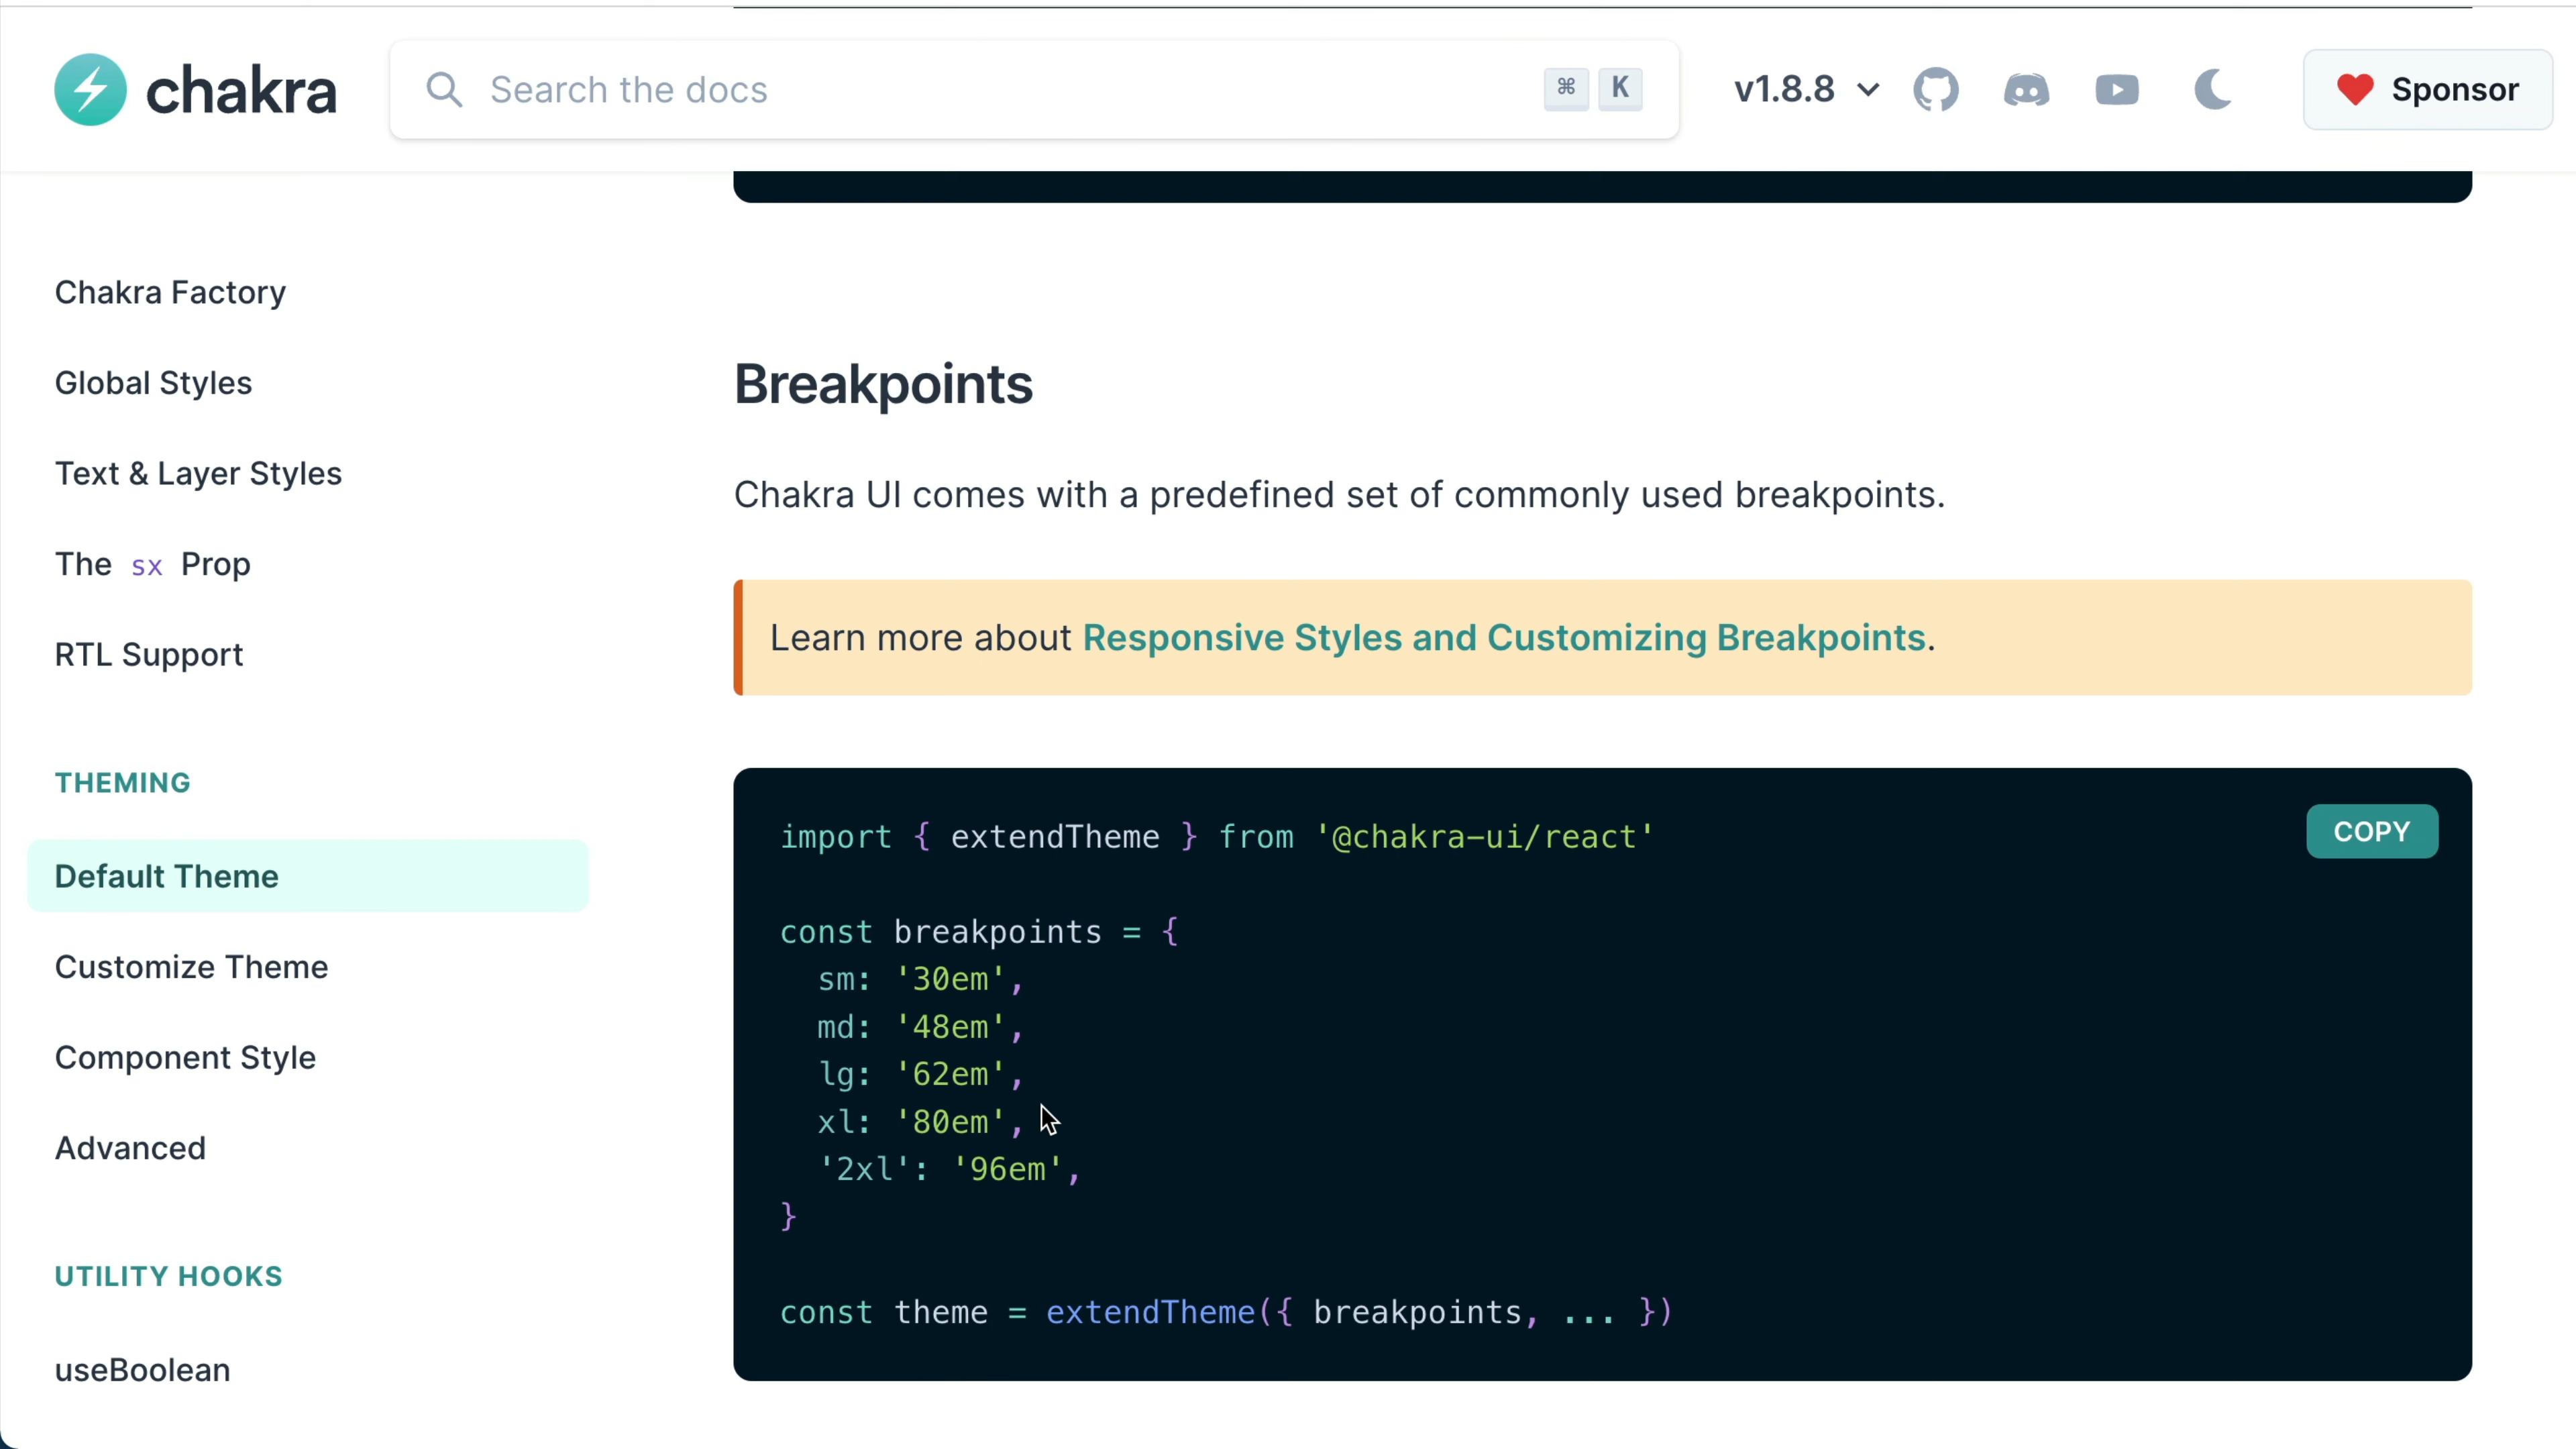 chakra
Search the docs
⌘ K
v1.8.8
Sponsor
Chakra Factory
Global Styles
Text & Layer Styles
The sx Prop
RTL Support
THEMING
Default Theme
Customize Theme
Component Style
Advanced
UTILITY HOOKS
useBoolean
Breakpoints
Chakra UI comes with a predefined set of commonly used breakpoints.
Learn more about Responsive Styles and Customizing Breakpoints.
COPY
import { extendTheme } from '@chakra-ui/react'
const breakpoints = {
  sm: '30em',
  md: '48em',
  lg: '62em',
  xl: '80em',
  '2xl': '96em',
}
const theme = extendTheme({ breakpoints, ... })